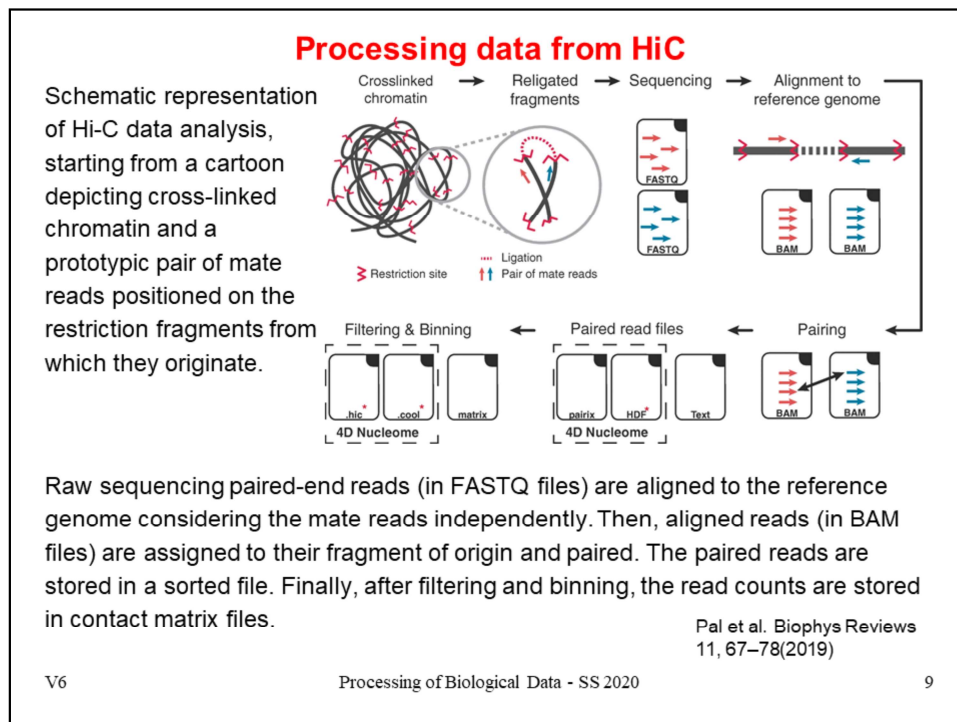 Processing data from HiC
Schematic representation
of Hi-C data analysis,
starting from a cartoon
depicting cross-linked
chromatin and a
prototypic pair of mate
reads positioned on the
restriction fragments from
which they originate.
Crosslinked
chromatin
Religated
fragments
Sequencing
Alignment to
reference genome
FASTQ
FASTQ
BAM
BAM
Restriction site
Ligation
Pair of mate reads
Filtering & Binning
Paired read files
Pairing
.hic*
.cool*
matrix
4D Nucleome
pairix
HDF*
Text
4D Nucleome
BAM
BAM
Raw sequencing paired-end reads (in FASTQ files) are aligned to the reference
genome considering the mate reads independently. Then, aligned reads (in BAM
files) are assigned to their fragment of origin and paired. The paired reads are
stored in a sorted file. Finally, after filtering and binning, the read counts are stored
in contact matrix files.
Pal et al. Biophys Reviews
11, 67–78(2019)
V6
Processing of Biological Data - SS 2020
9